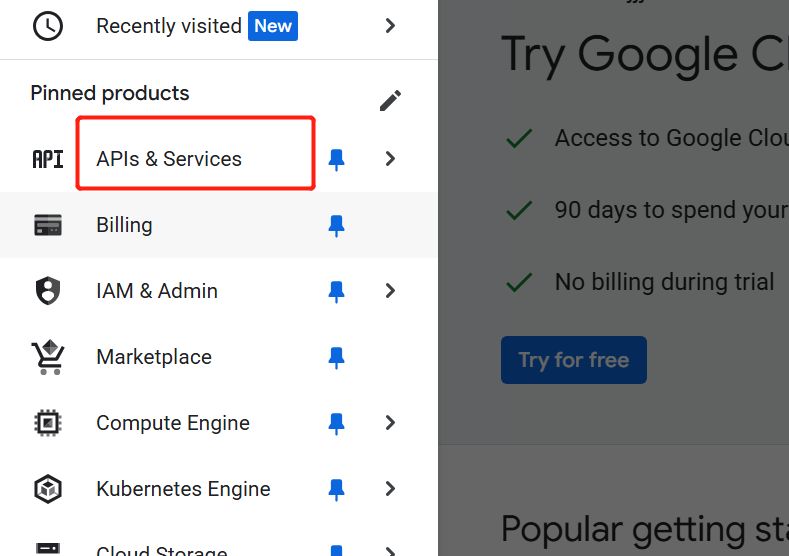 Recently visited New
Pinned products
API APIs & Services
Billing
IAM & Admin
Marketplace
Compute Engine
Kubernetes Engine
Cloud Storage
Try Google Cl
Access to Google Clou
90 days to spend your
No billing during trial
Try for free
Popular getting sta